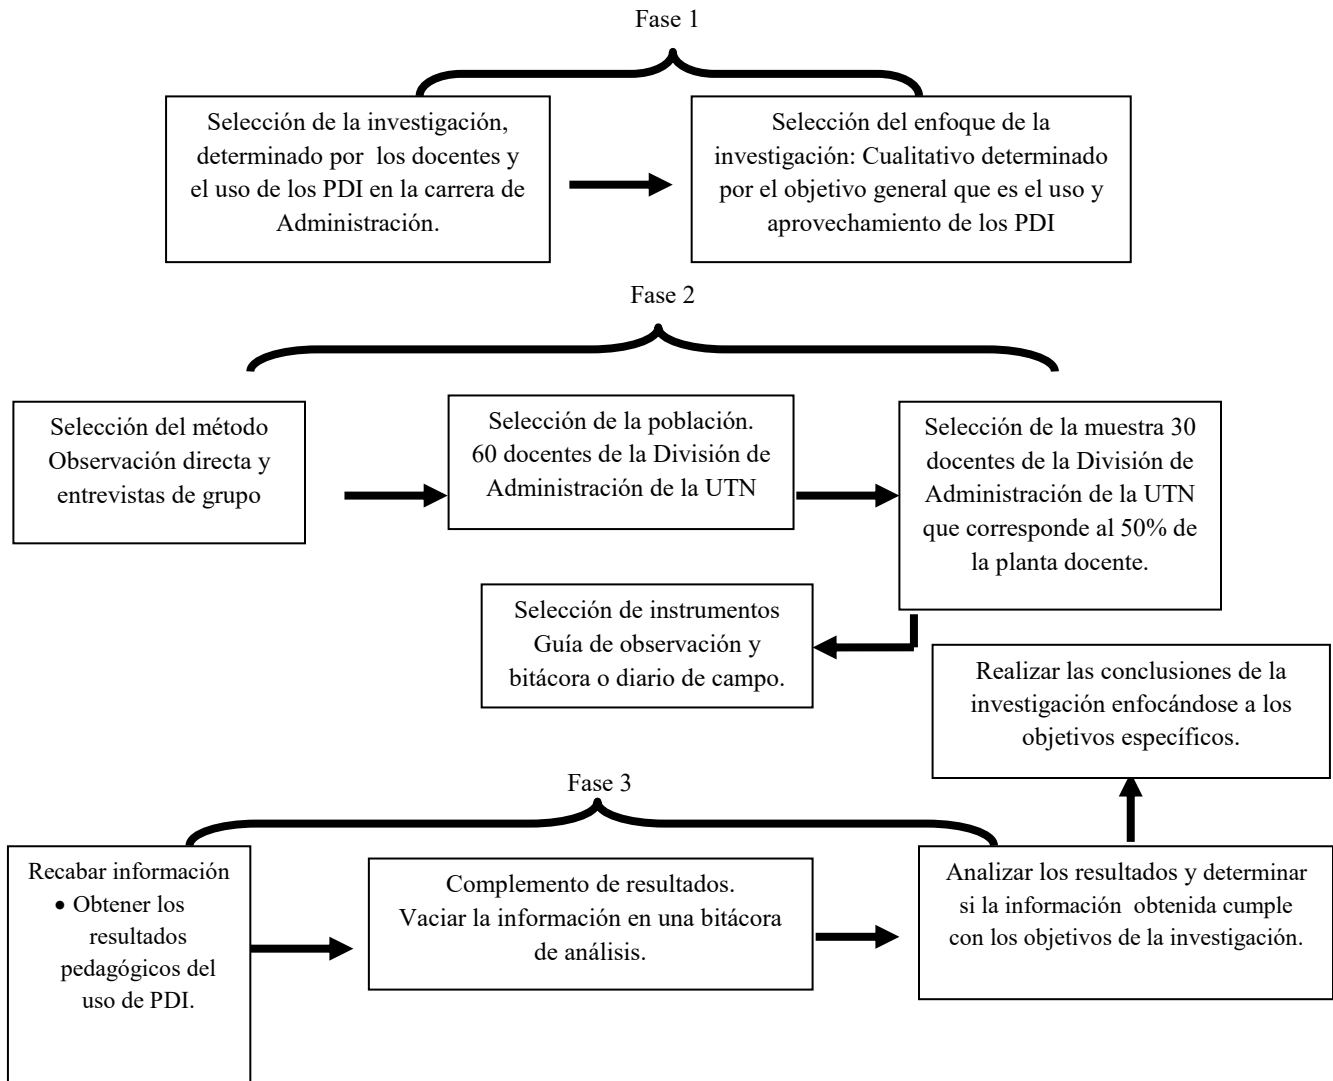 Fase 1
Selección de la investigación,
determinado por los docentes y
el uso de los PDI en la carrera de
Administración.
Selección del enfoque de la
investigación: Cualitativo determinado
por el objetivo general que es el uso y
aprovechamiento de los PDI
Fase 2
Selección del método
Observación directa y
entrevistas de grupo
Selección de la población.
60 docentes de la División de
Administración de la UTN
Selección de la muestra 30
docentes de la División de
Administración de la UTN
que corresponde al 50% de
la planta docente.
Selección de instrumentos
Guía de observación y
bitácora o diario de campo.
Realizar las conclusiones de la
investigación enfocándose a los
objetivos específicos.
Fase 3
Recabar información
• Obtener los
resultados
pedagógicos del
uso de PDI.
Complemento de resultados.
Vaciar la información en una bitácora
de análisis.
Analizar los resultados y determinar
si la información obtenida cumple
con los objetivos de la investigación.